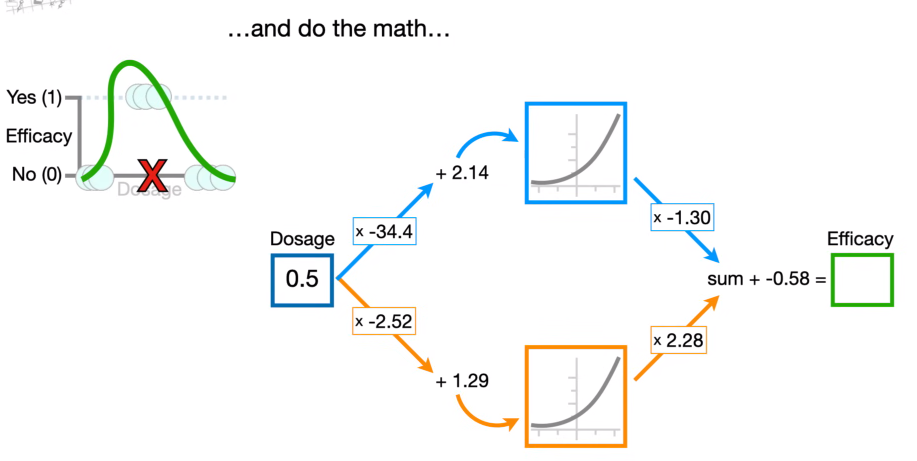 ...and do the math...
Yes (1)
Efficacy
No (0)
X
Dosage
+ 2.14
x -34.4
x -1.30
Dosage
0.5
Efficacy
sum + -0.58 =
x -2.52
x 2.28
+ 1.29